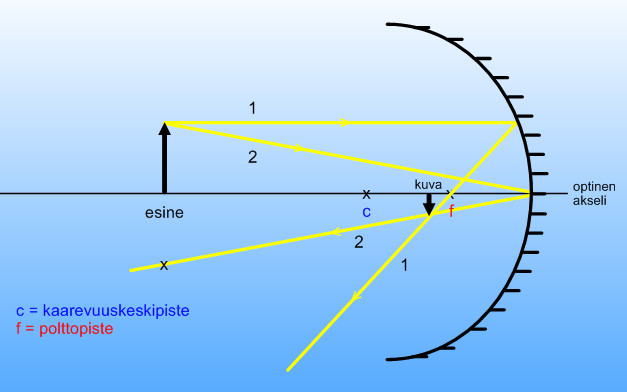 1
2
kuva
optinen
akseli
x
x
esine
c
f
2
x
1
c = kaarevuuskeskipiste
f = polttopiste